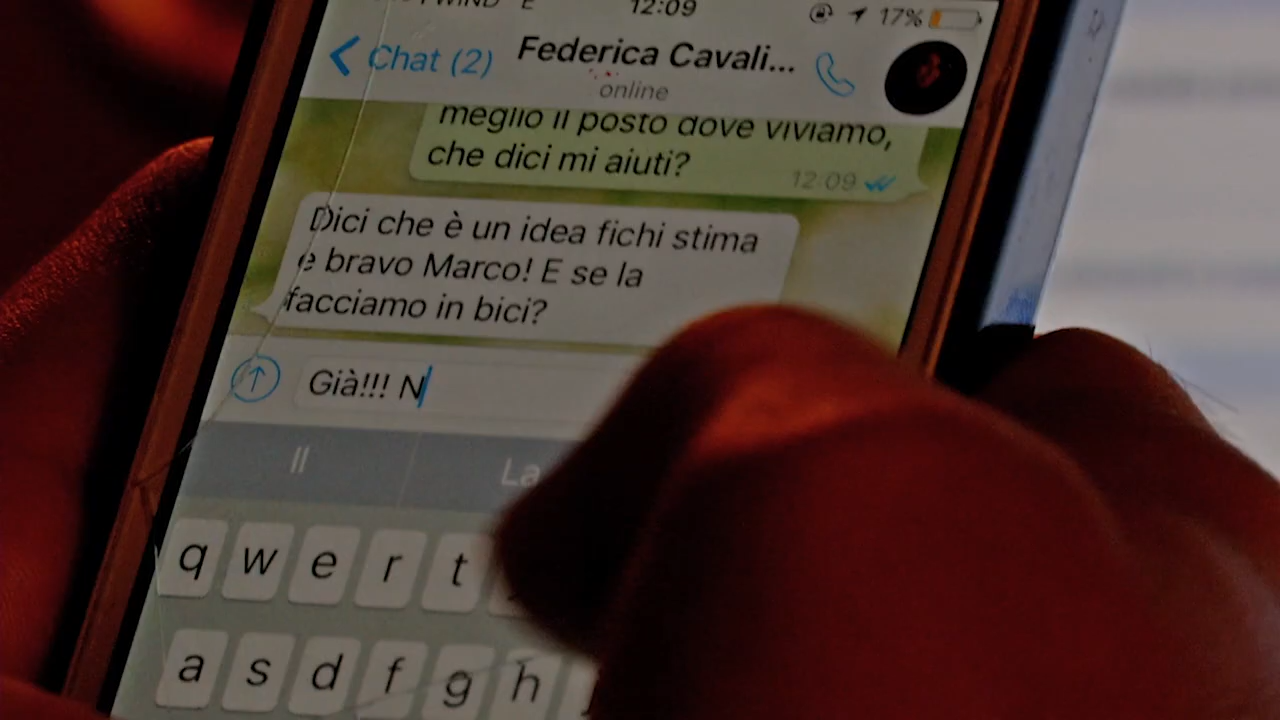 WIND E 12:09 17%
Chat (2) Federica Cavali...
online
meglio il posto dove viviamo,
che dici mi aiuti?
12:09
Dici che è un idea fichi stima
e bravo Marco! E se la
facciamo in bici?
Già!!! N
Il La
q w e r t
a s d f g h